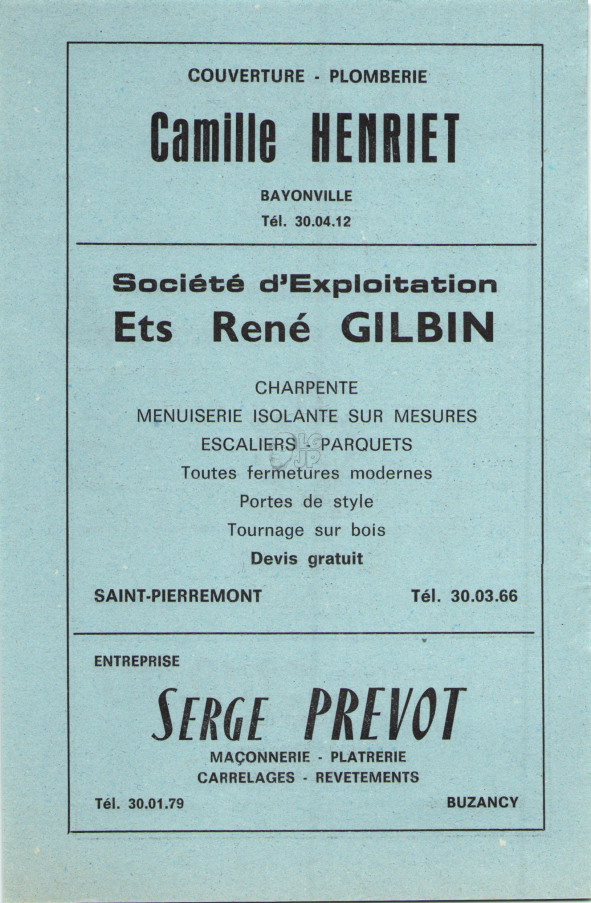 COUVERTURE - PLOMBERIE
Camille HENRIET
BAYONVILLE
Tél. 30.04.12
Société d'Exploitation
Ets René GILBIN
CHARPENTE
MENUISERIE ISOLANTE SUR MESURES
ESCALIERS - PARQUETS
Toutes fermetures modernes
Portes de style
Tournage sur bois
Devis gratuit
SAINT-PIERREMONT Tél. 30.03.66
ENTREPRISE
SERGE PREVOT
MAÇONNERIE - PLATRERIE
CARRELAGES - REVETEMENTS
Tél. 30.01.79 BUZANCY